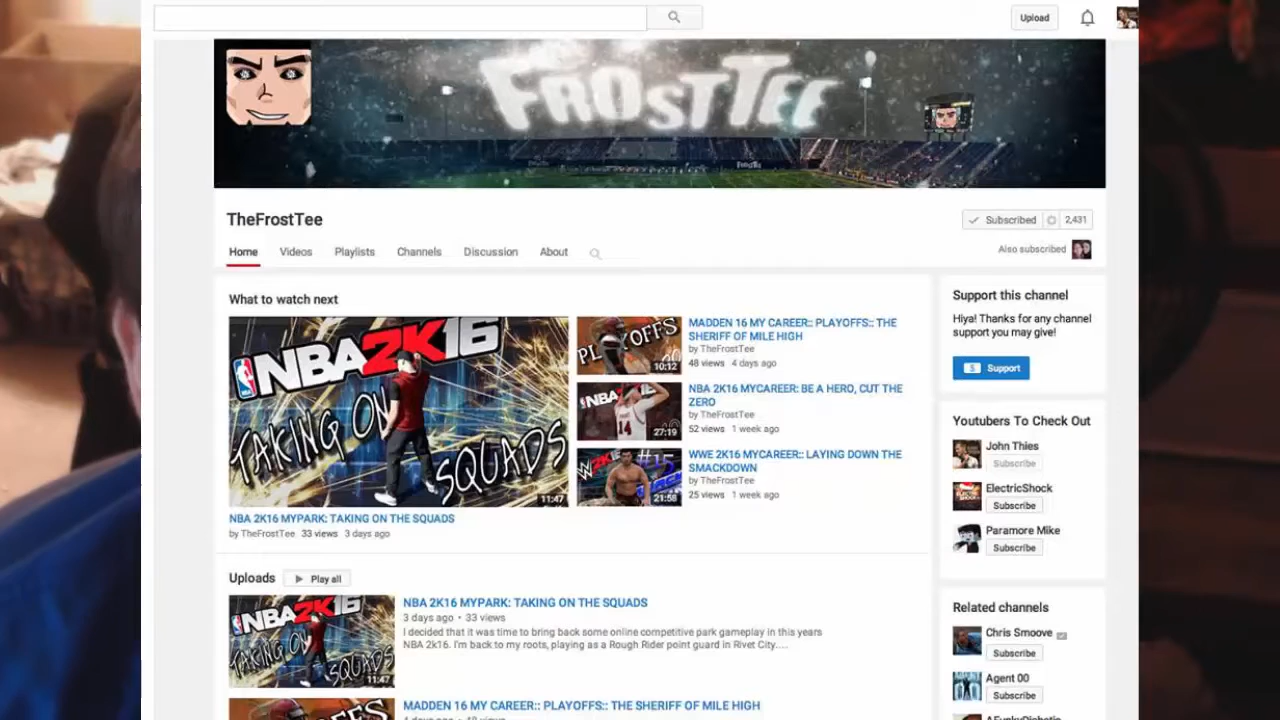 Upload
FROSTTEE
FROSTTEE
TheFrostTee
Subscribed 2,431
Home Videos Playlists Channels Discussion About
Also subscribed
What to watch next
NBA 2K16
TAKING ON
SQUADS
11:47
NBA 2K16 MYPARK: TAKING ON THE SQUADS
by TheFrostTee 33 views 3 days ago
PLAYOFFS
10:12
MADDEN 16 MY CAREER:: PLAYOFFS:: THE
SHERIFF OF MILE HIGH
by TheFrostTee
48 views 4 days ago
NBA
14
27:19
NBA 2K16 MYCAREER: BE A HERO, CUT THE
ZERO
by TheFrostTee
52 views 1 week ago
2K #15
21:58
WWE 2K16 MYCAREER:: LAYING DOWN THE
SMACKDOWN
by TheFrostTee
25 views 1 week ago
Support this channel
Hiya! Thanks for any channel
support you may give!
$ Support
Youtubers To Check Out
John Thies
Subscribe
ElectricShock
Subscribe
Paramore Mike
Subscribe
Uploads Play all
NBA 2K16
TAKING ON
SQUADS
11:47
NBA 2K16 MYPARK: TAKING ON THE SQUADS
3 days ago • 33 views
I decided that it was time to bring back some online competitive park gameplay in this years
NBA 2k16. I'm back to my roots, playing as a Rough Rider point guard in Rivet City....
MADDEN 16 MY CAREER:: PLAYOFFS:: THE SHERIFF OF MILE HIGH
4 days ago • 48 views
Related channels
Chris Smoove
Subscribe
Agent 00
Subscribe